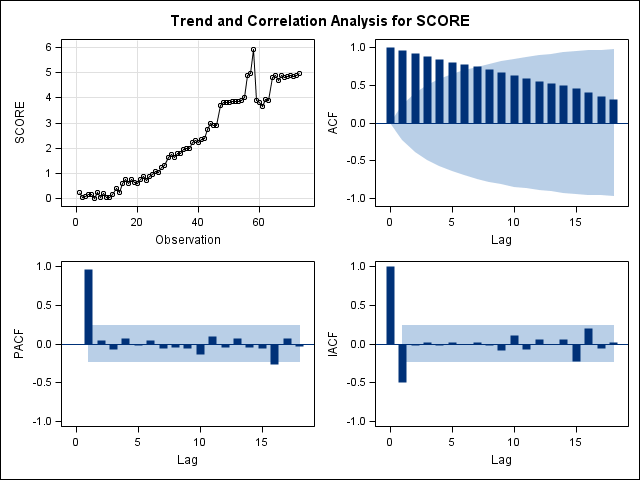 Trend and Correlation Analysis for SCORE
SCORE
6
5
4
3
2
1
0
0 20 40 60
Observation
ACF
1.0
0.5
0.0
-0.5
-1.0
0 5 10 15
Lag
PACF
1.0
0.5
0.0
-0.5
-1.0
0 5 10 15
Lag
IACF
1.0
0.5
0.0
-0.5
-1.0
0 5 10 15
Lag